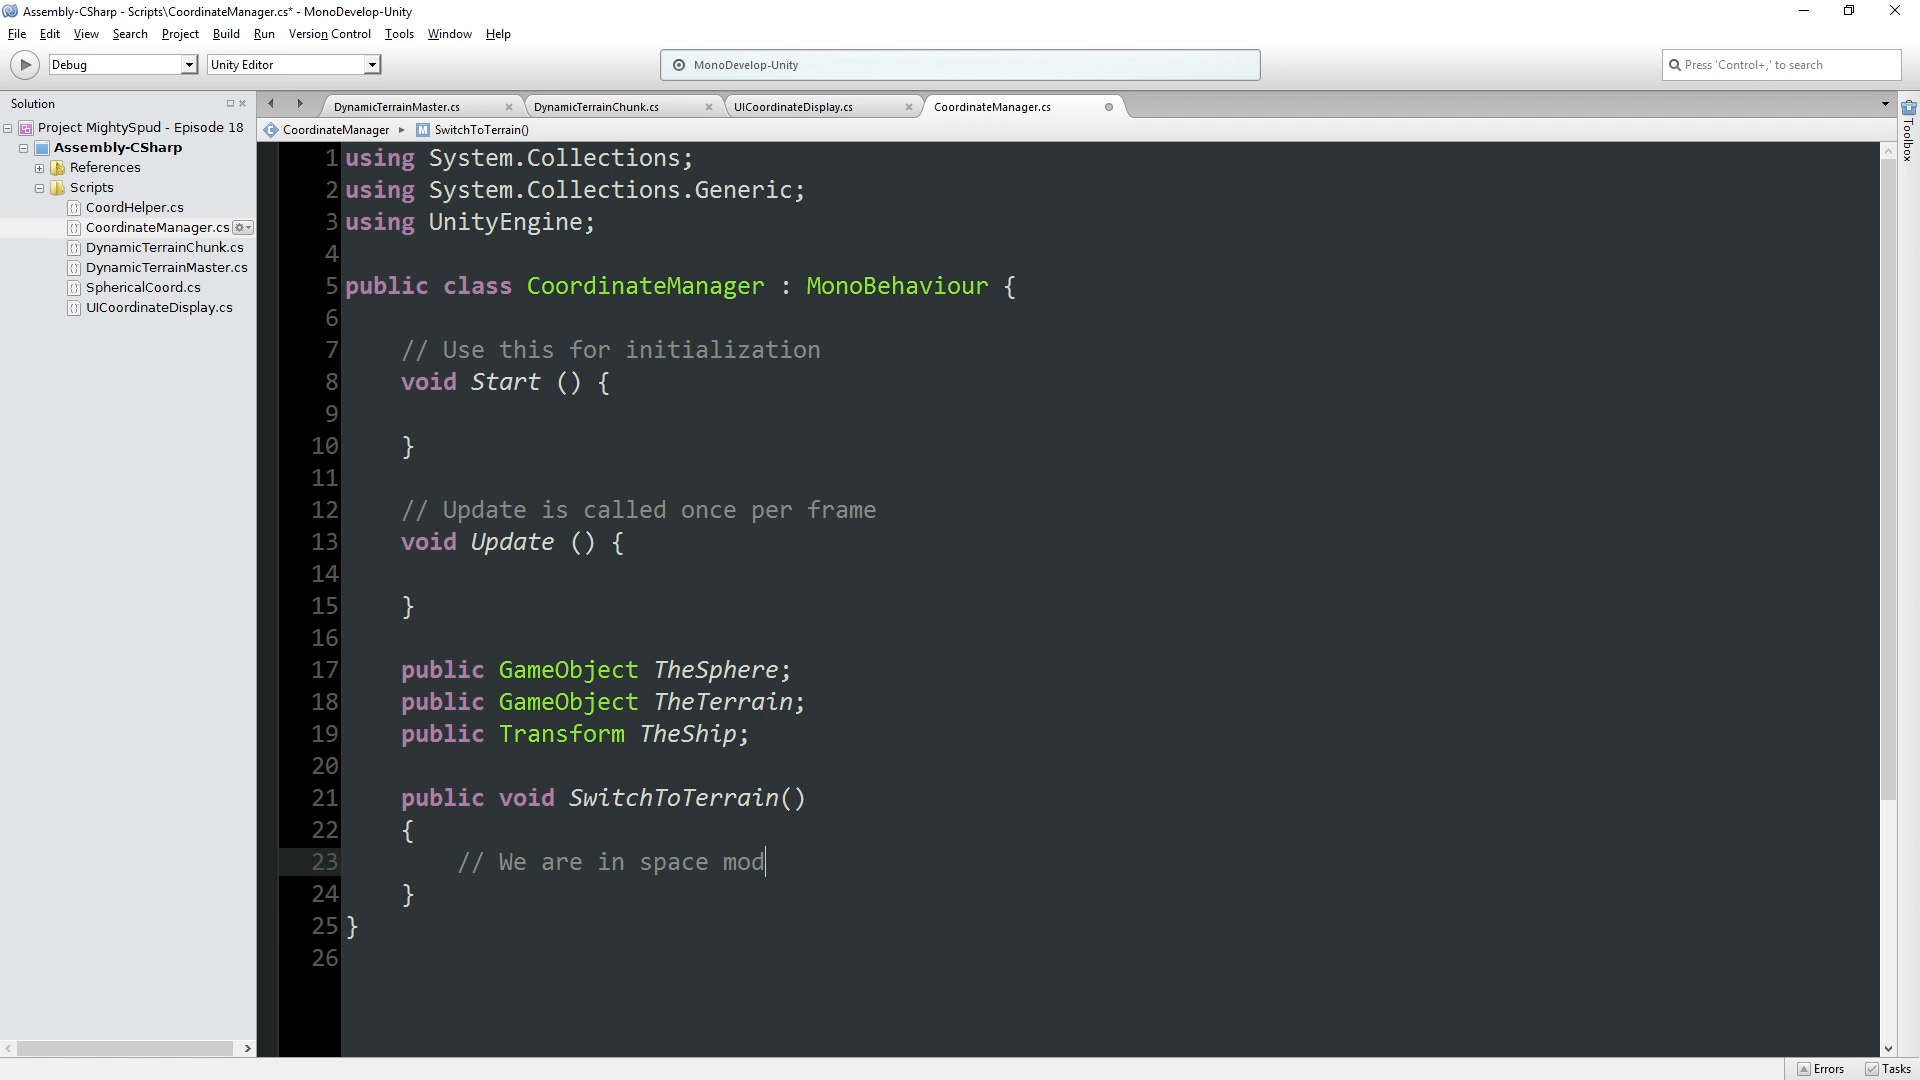 Assembly-CSharp - Scripts\CoordinateManager.cs* - MonoDevelop-Unity
File Edit View Search Project Build Run Version Control Tools Window Help
Debug Unity Editor MonoDevelop-Unity Press 'Control+,' to search
Solution
DynamicTerrainMaster.cs DynamicTerrainChunk.cs UICoordinateDisplay.cs CoordinateManager.cs
CoordinateManager SwitchToTerrain()
Project MightySpud - Episode 18
Assembly-CSharp
References
Scripts
CoordHelper.cs
CoordinateManager.cs
DynamicTerrainChunk.cs
DynamicTerrainMaster.cs
SphericalCoord.cs
UICoordinateDisplay.cs
Toolbox
1 using System.Collections;
2 using System.Collections.Generic;
3 using UnityEngine;
4
5 public class CoordinateManager : MonoBehaviour {
6
7 // Use this for initialization
8 void Start () {
9
10 }
11
12 // Update is called once per frame
13 void Update () {
14
15 }
16
17 public GameObject TheSphere;
18 public GameObject TheTerrain;
19 public Transform TheShip;
20
21 public void SwitchToTerrain()
22 {
23 // We are in space mod
24 }
25 }
26
Errors Tasks